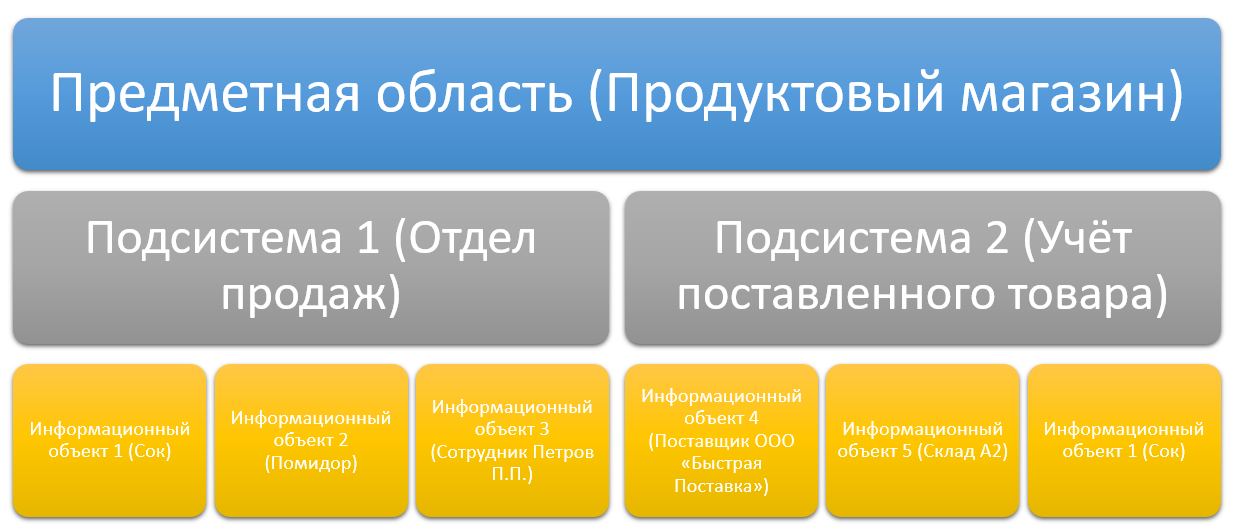 Предметная область (Продуктовый магазин)
Подсистема 1 (Отдел
продаж)
Подсистема 2 (Учёт
поставленного товара)
Информационный
объект 1 (Сок)
Информационный
объект 2
(Помидор)
Информационный
объект 3
(Сотрудник Петров
П.П.)
Информационный
объект 4
(Поставщик ООО
«Быстрая
Поставка»)
Информационный
объект 5 (Склад А2)
Информационный
объект 1 (Сок)